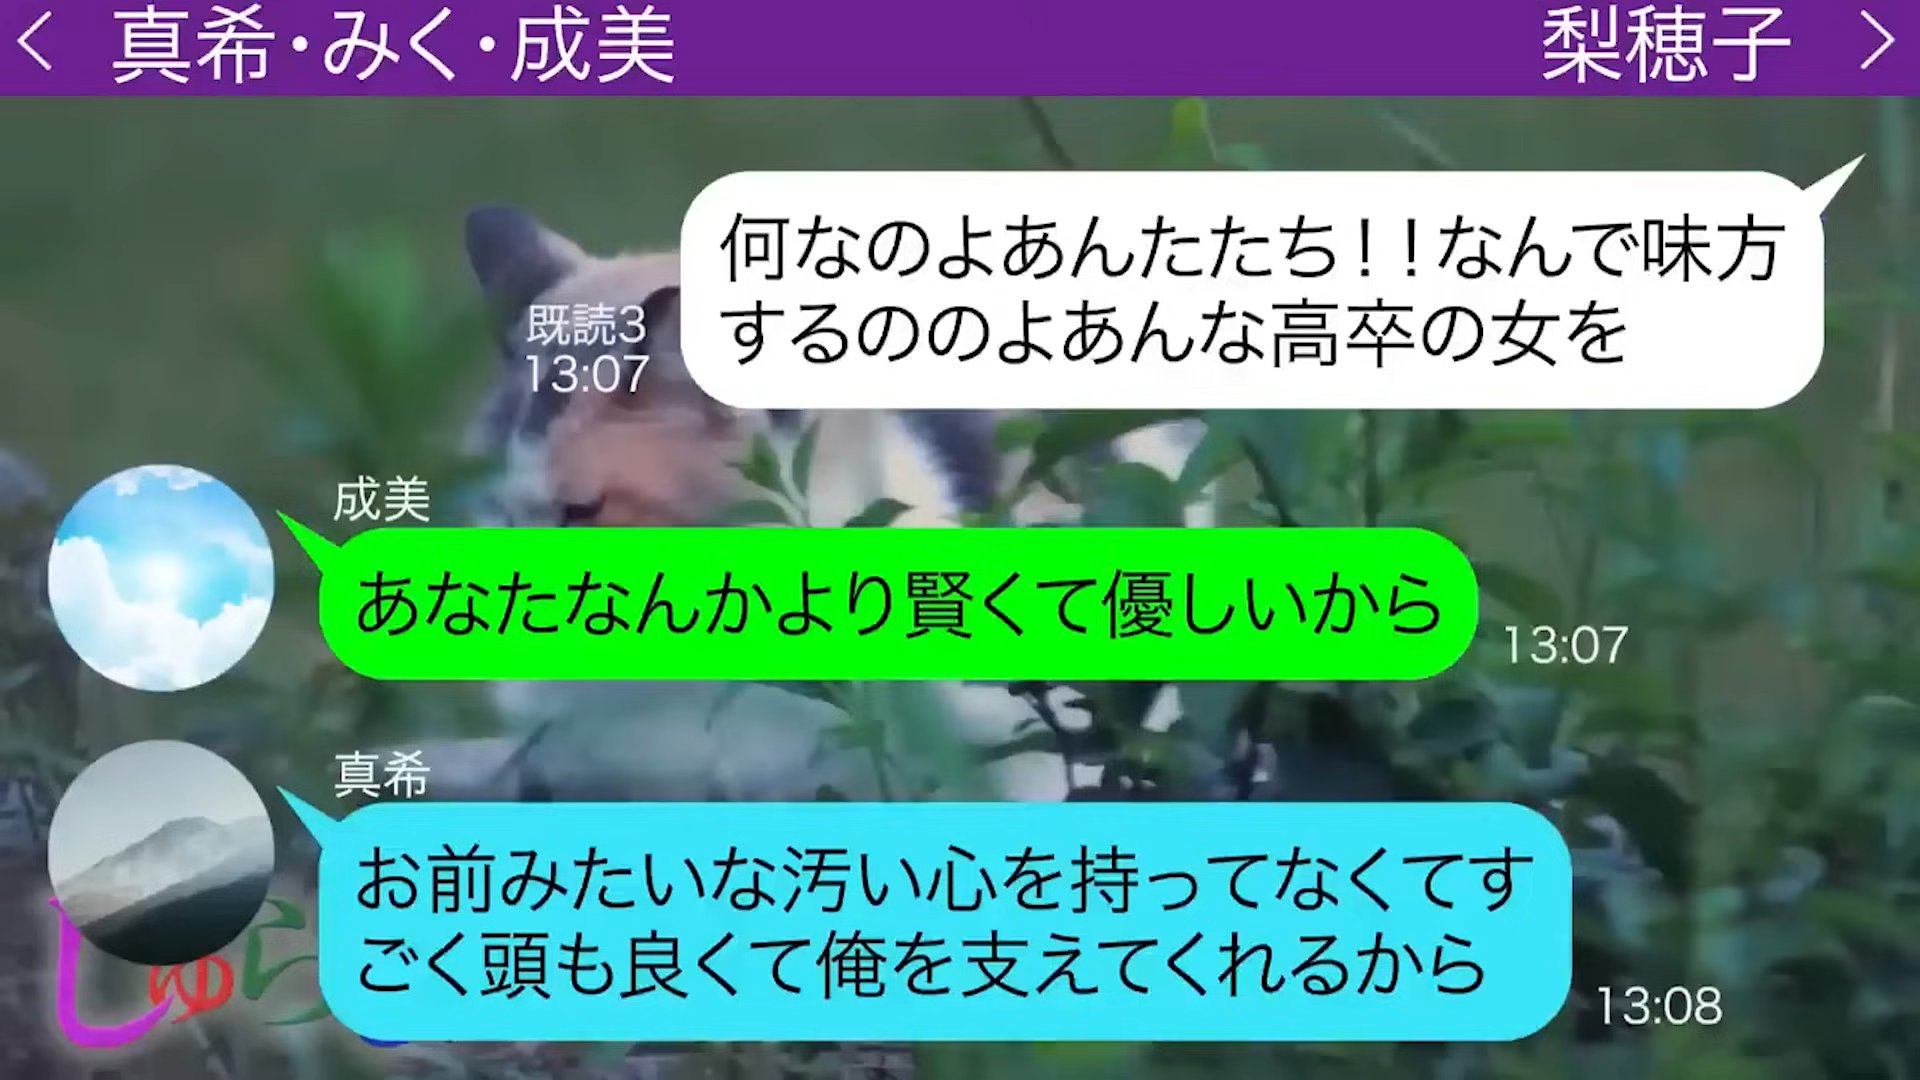 真希・みく・成美
梨穂子
何なのよあんたたち！！なんで味方
するののよあんな高卒の女を
既読3
13:07
成美
あなたなんかより賢くて優しいから
13:07
真希
お前みたいな汚い心を持ってなくてす
ごく頭も良くて俺を支えてくれるから
13:08
しゅら